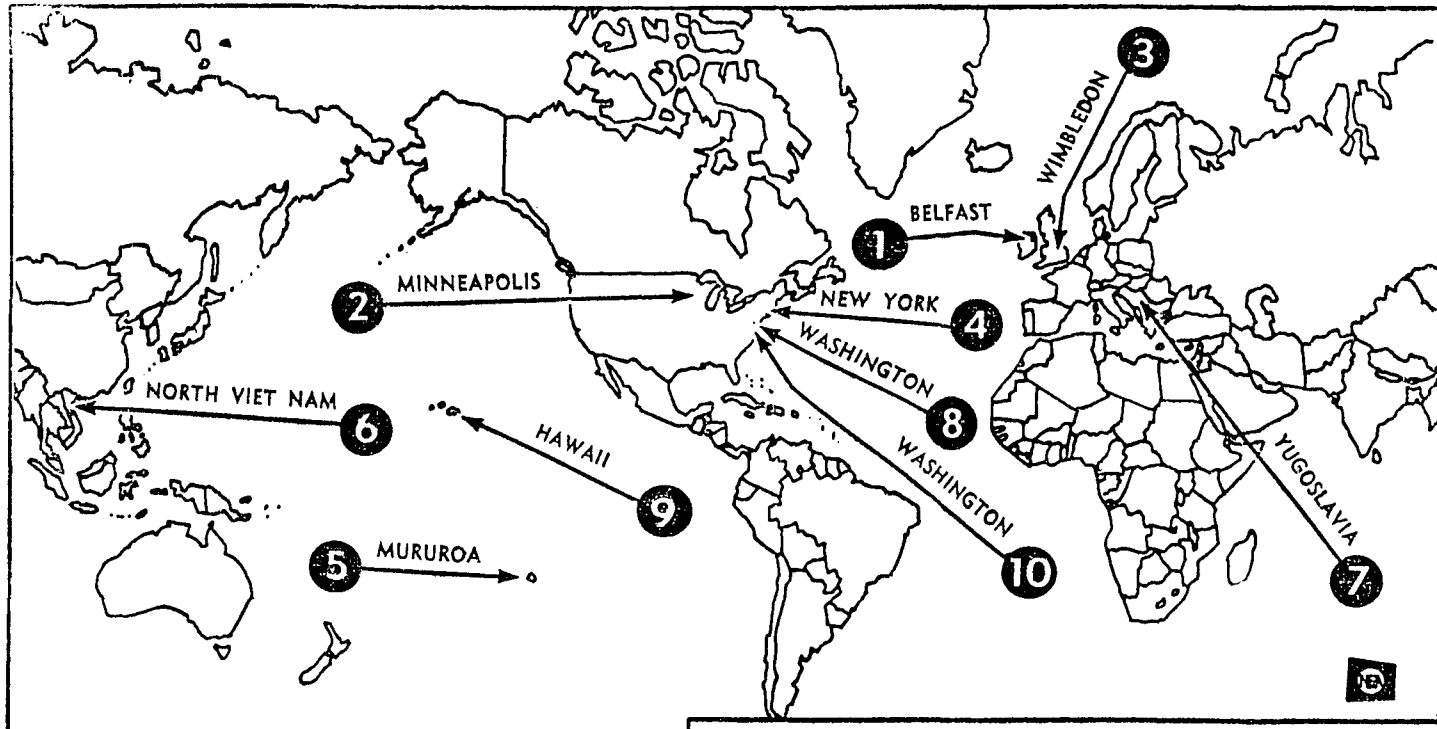 3
WIMBLEDON
1
BELFAST
2
MINNEAPOLIS
4
NEW YORK
8
WASHINGTON
6
NORTH VIET NAM
9
HAWAII
10
WASHINGTON
5
MURUROA
7
YUGOSLAVIA
NEA